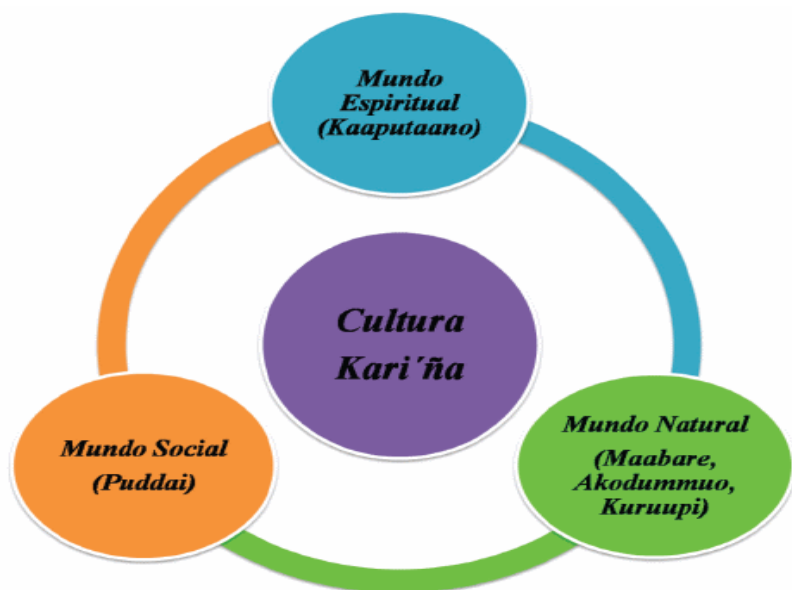 Mundo
Espiritual
(Kaaputaano)
Cultura
Kari´ña
Mundo Social
(Puddai)
Mundo Natural
(Maabare,
Akodummuo,
Kuruupi)